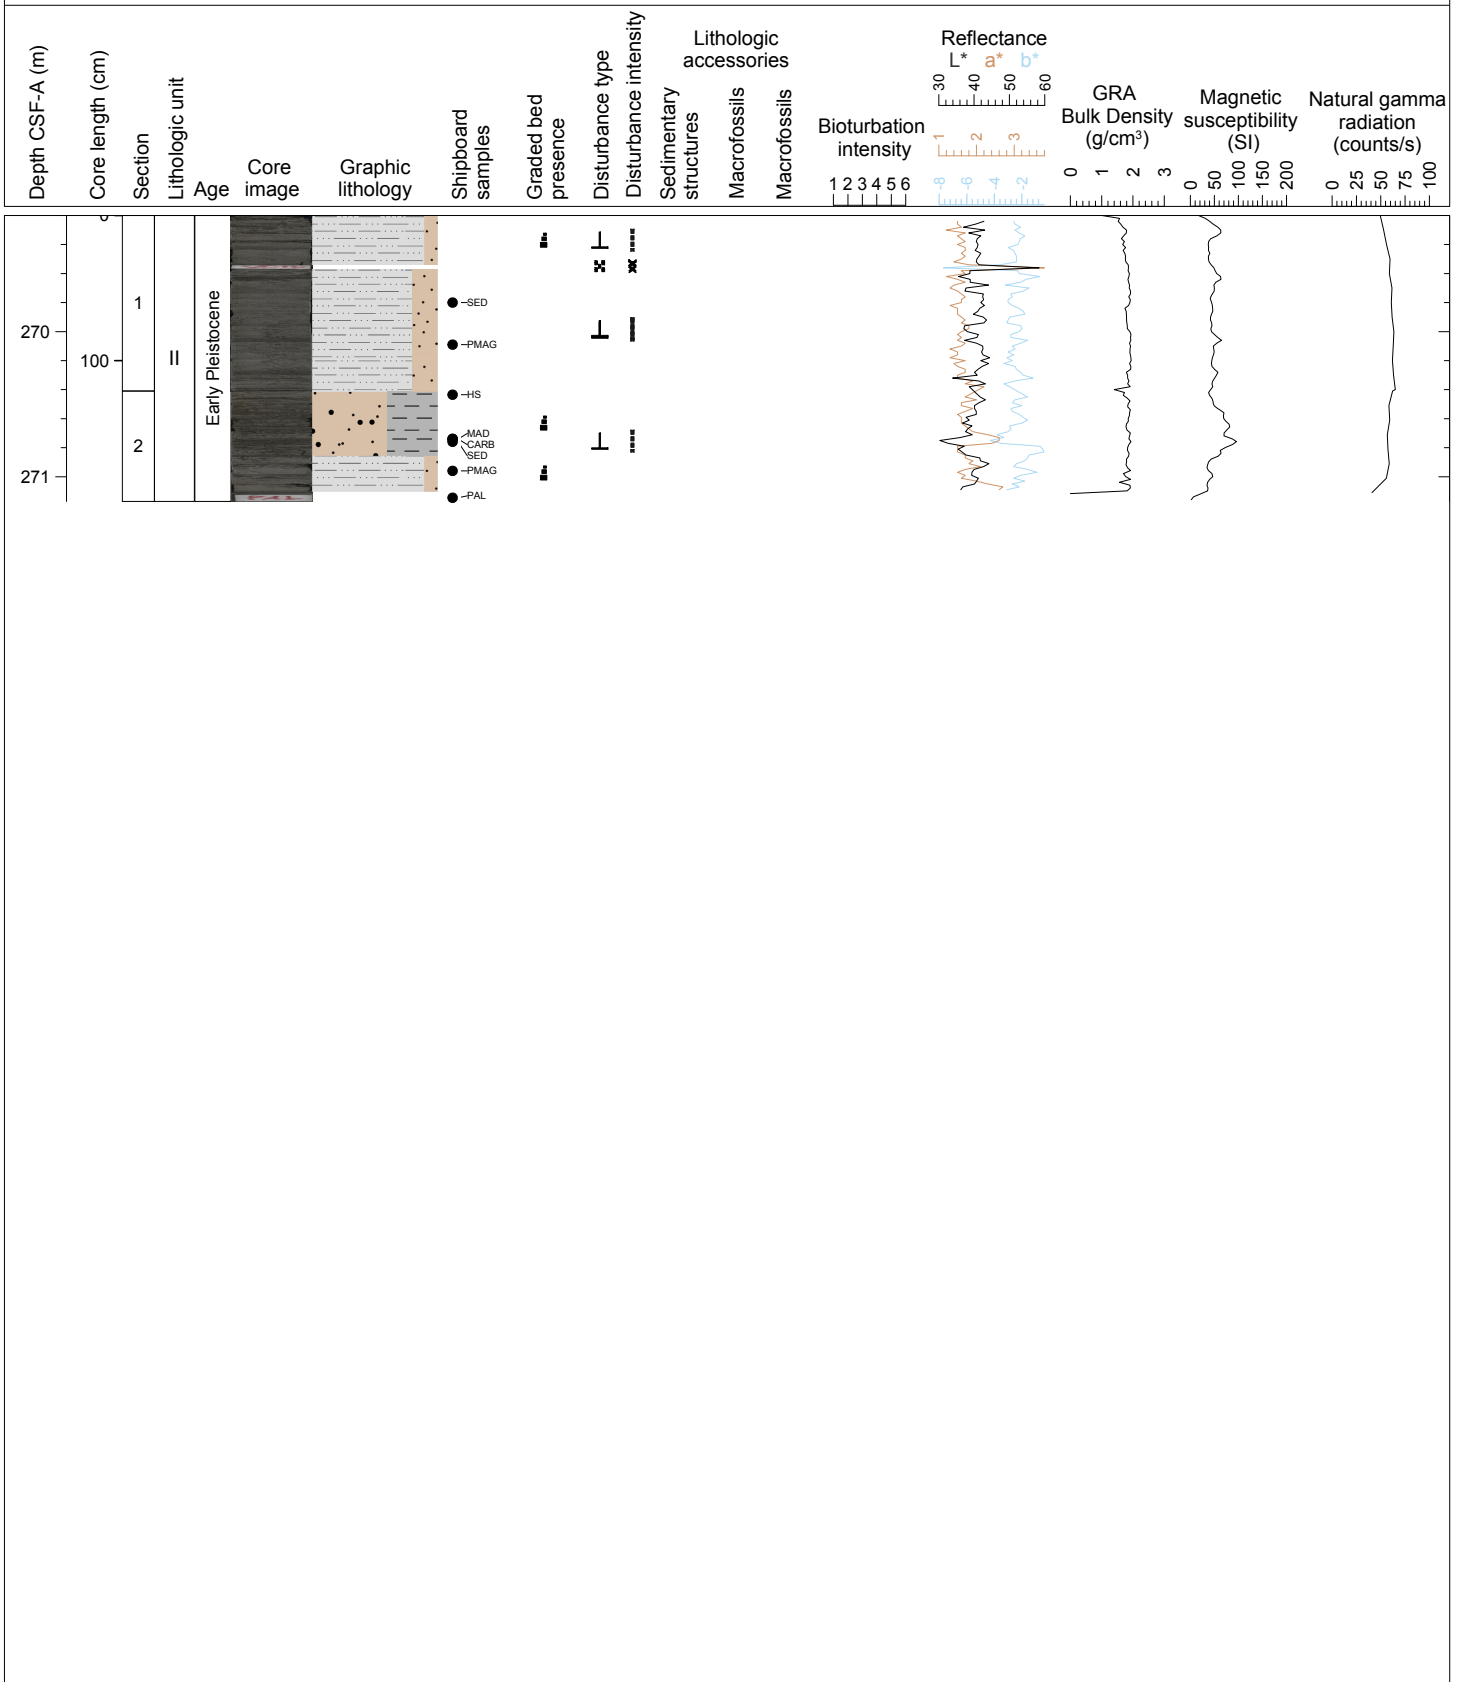 Depth CSF-A (m)
Core length (cm)
Section
Lithologic unit
Age
Core
image
Graphic
lithology
Shipboard
samples
Graded bed
presence
Disturbance type
Disturbance intensity
Lithologic
accessories
Sedimentary
structures
Macrofossils
Macrofossils
Bioturbation
intensity
1 2 3 4 5 6
Reflectance
L* a* b*
30 40 50 60
1 2 3
-8 -6 -4 -2
GRA
Bulk Density
(g/cm³)
0 1 2 3
Magnetic
susceptibility
(SI)
0 50 100 150 200
Natural gamma
radiation
(counts/s)
0 25 50 75 100
0
1
SED
270
PMAG
100
II
Early Pleistocene
HS
MAD
CARB
2
SED
PMAG
271
PAL